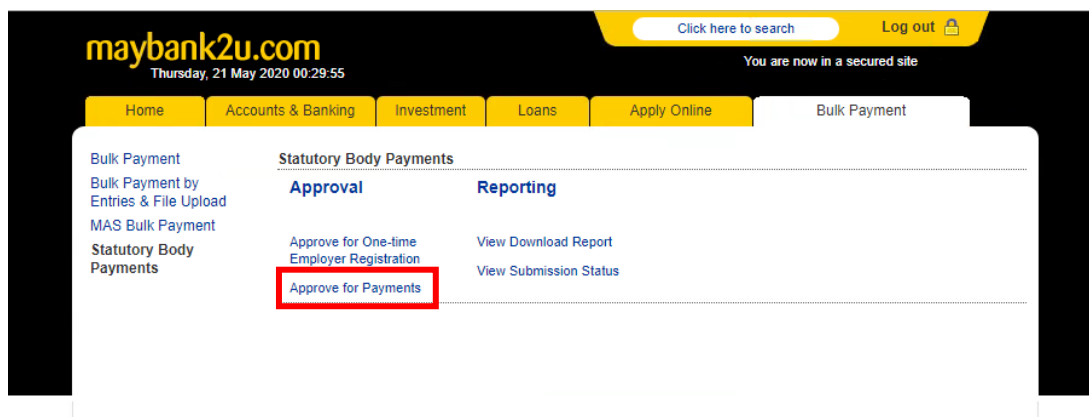 Click here to search
Log out
maybank2u.com
Thursday, 21 May 2020 00:29:55
You are now in a secured site
Home
Accounts & Banking
Investment
Loans
Apply Online
Bulk Payment
Bulk Payment
Bulk Payment by
Entries & File Upload
MAS Bulk Payment
Statutory Body
Payments
Statutory Body Payments
Approval
Approve for One-time
Employer Registration
Approve for Payments
Reporting
View Download Report
View Submission Status